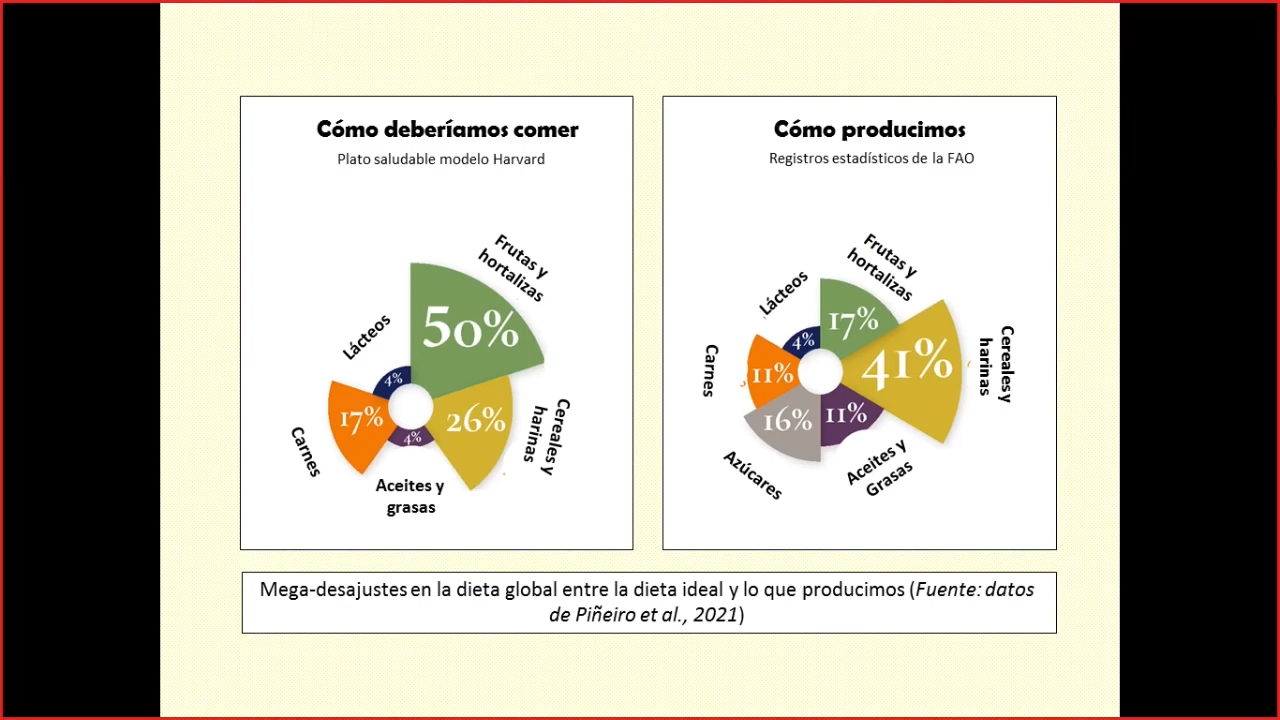 Cómo deberíamos comer
Plato saludable modelo Harvard
Frutas y
hortalizas
50%
Lácteos
4%
Cereales y
harinas
26%
Carnes
17%
4%
Aceites y
grasas
Cómo producimos
Registros estadísticos de la FAO
Frutas y
hortalizas
17%
Lácteos
4%
Cereales y
harinas
41%
Carnes
11%
16%
11%
Azúcares
Aceites y
Grasas
Mega-desajustes en la dieta global entre la dieta ideal y lo que producimos (Fuente: datos
de Piñeiro et al., 2021)